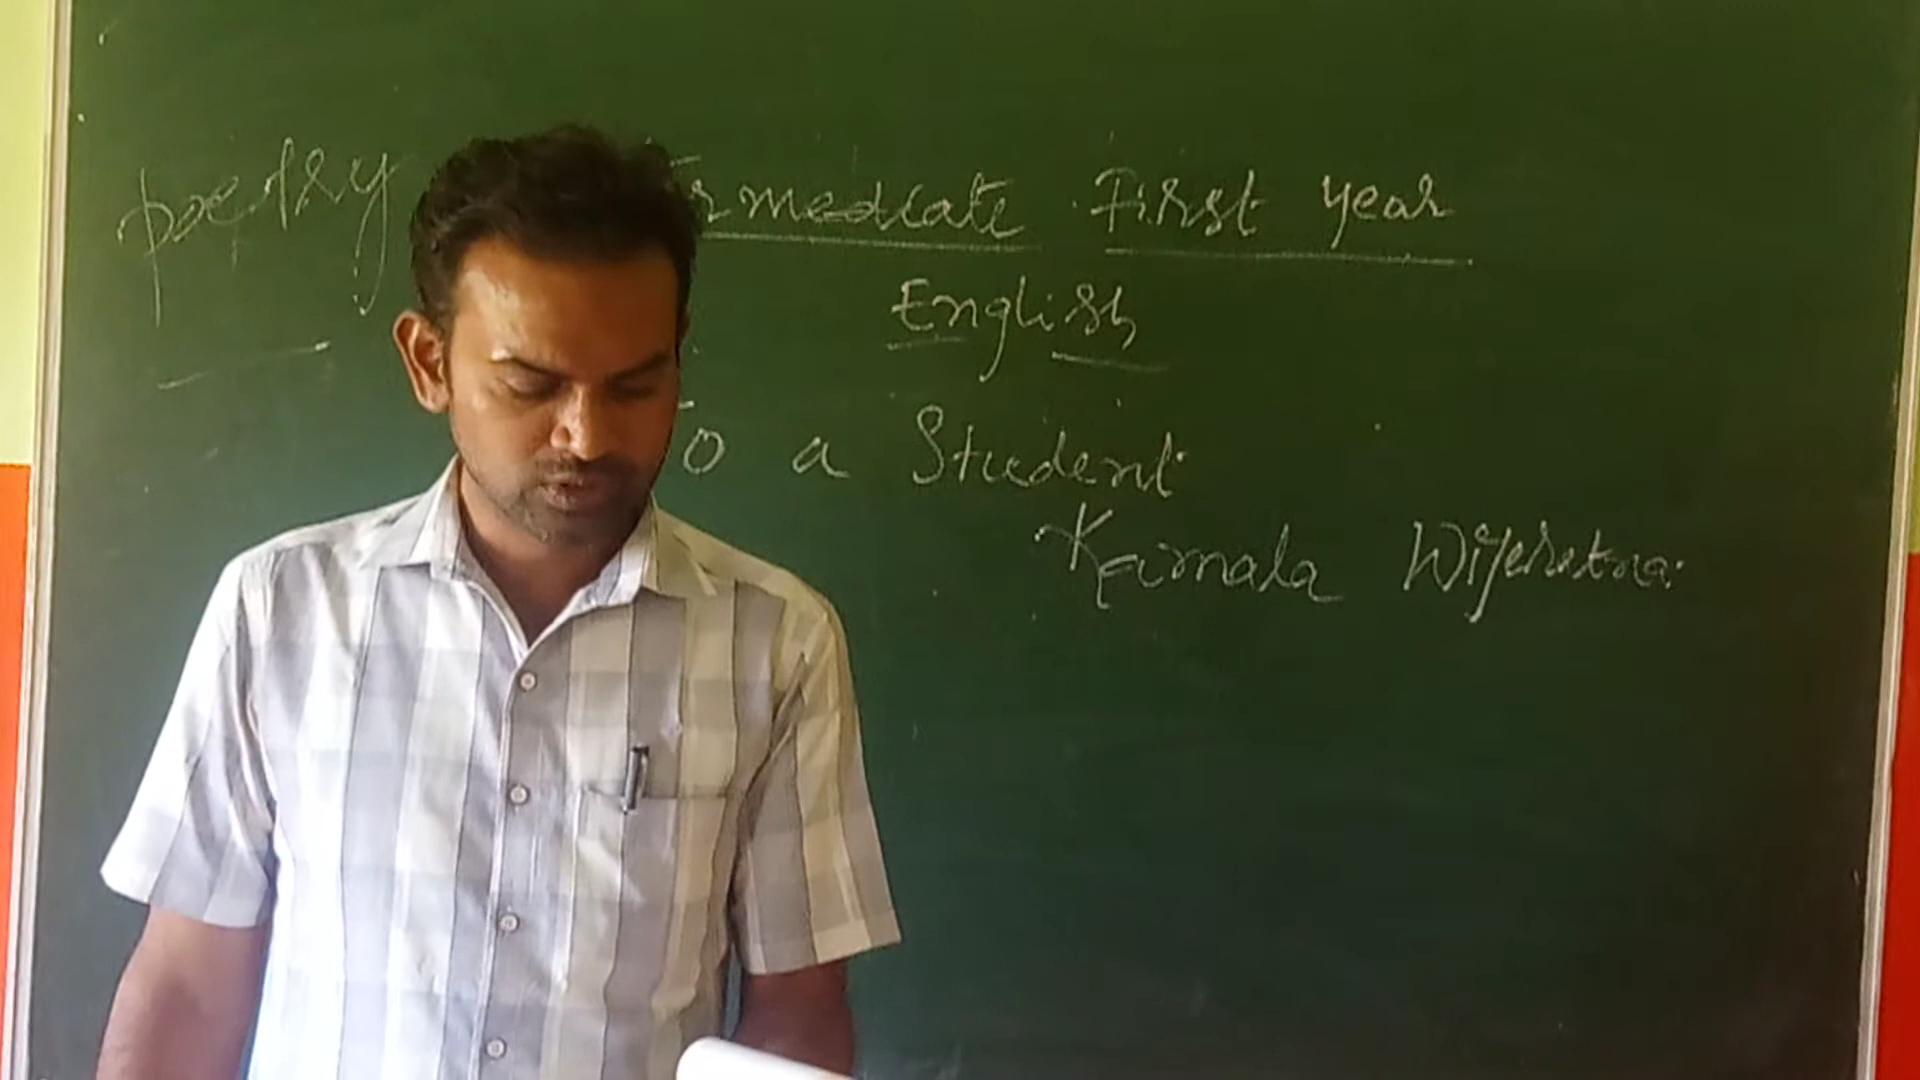 poetry rmediate First year
English
o a Student
Kamala Wijeratna